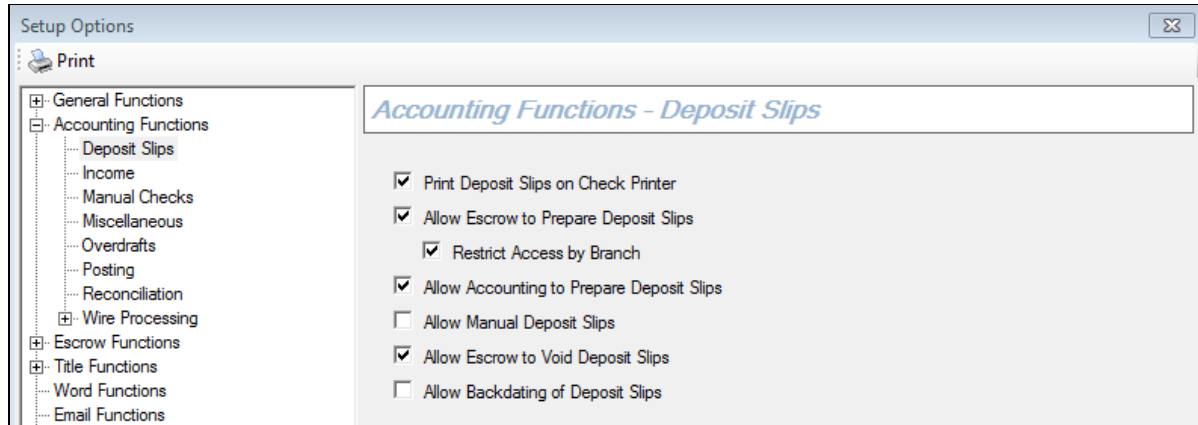 Setup Options
Print
General Functions
Accounting Functions
Deposit Slips
Income
Manual Checks
Miscellaneous
Overdrafts
Posting
Reconciliation
Wire Processing
Escrow Functions
Title Functions
Word Functions
Email Functions
Accounting Functions - Deposit Slips
Print Deposit Slips on Check Printer
Allow Escrow to Prepare Deposit Slips
Restrict Access by Branch
Allow Accounting to Prepare Deposit Slips
Allow Manual Deposit Slips
Allow Escrow to Void Deposit Slips
Allow Backdating of Deposit Slips